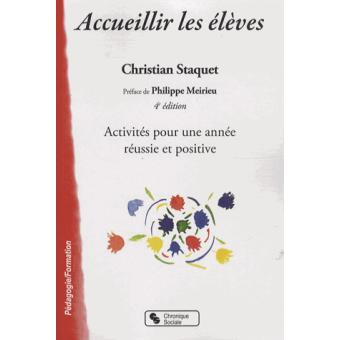 Accueillir les élèves
Christian Staquet
Préface de Philippe Meirieu
4e édition
Activités pour une année
réussie et positive
Pédagogie/Formation
Chronique
Sociale